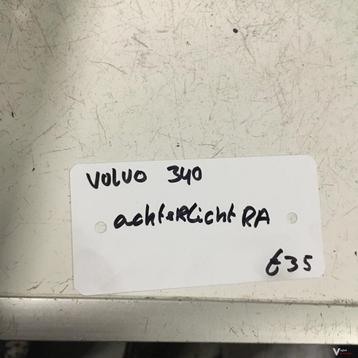 Volvo 340
achterlicht RA
€35